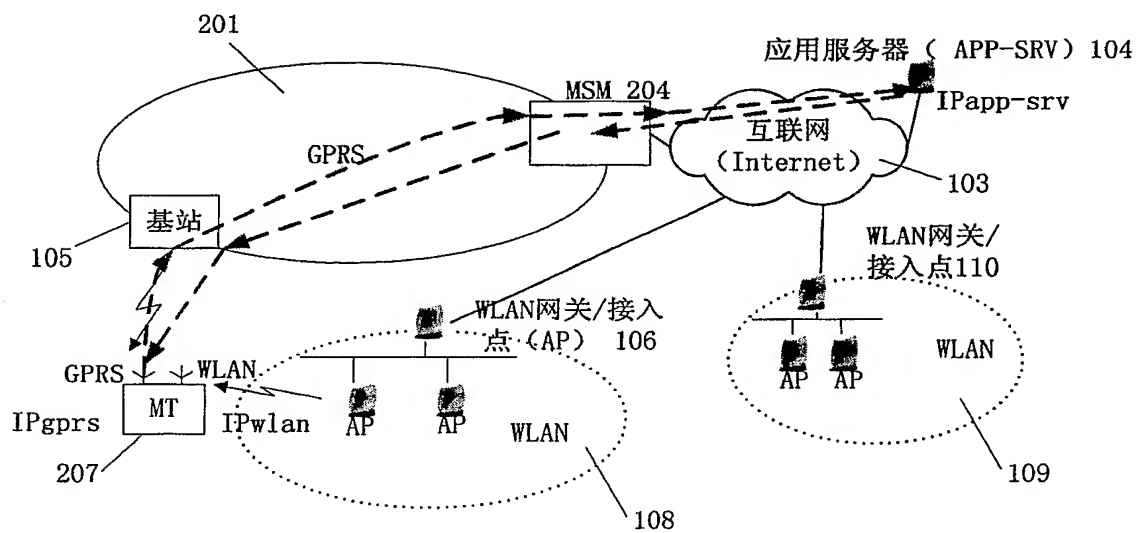 201
应用服务器（ APP-SRV）104
MSM 204
IPapp-srv
互联网
（Internet）
GPRS
103
基站
105
WLAN网关/
接入点110
WLAN网关/接入
点（AP） 106
GPRS
WLAN
WLAN
AP
AP
MT
IPgprs
IPwlan
AP
AP
WLAN
207
109
108